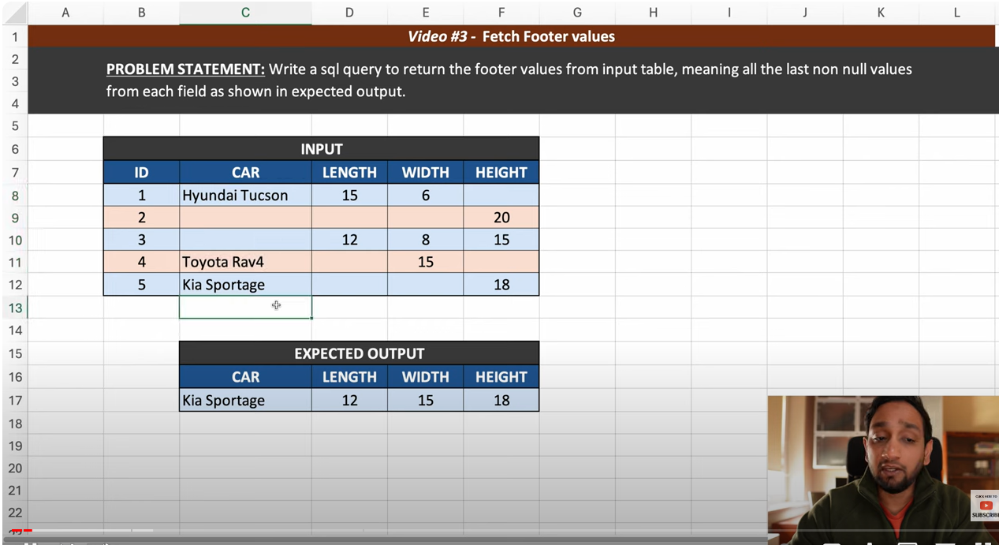 A B C D E F G H I J K L
1 Video #3 - Fetch Footer values
2
PROBLEM STATEMENT: Write a sql query to return the footer values from input table, meaning all the last non null values
3
from each field as shown in expected output.
4
5
6 INPUT
7 ID CAR LENGTH WIDTH HEIGHT
8 1 Hyundai Tucson 15 6
9 2 20
10 3 12 8 15
11 4 Toyota Rav4 15
12 5 Kia Sportage 18
13
14
15 EXPECTED OUTPUT
16 CAR LENGTH WIDTH HEIGHT
17 Kia Sportage 12 15 18
18
19
20
21
22
CLICK HERE TO
SUBSCRIBE